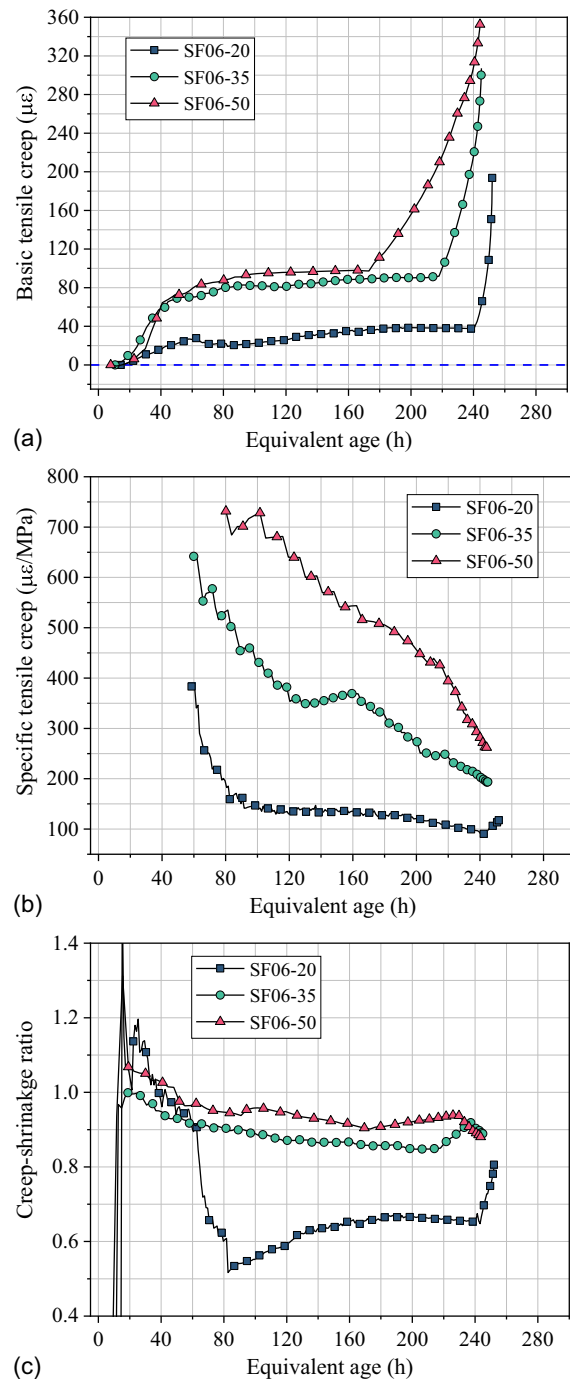 360
320
280
240
200
160
120
80
40
0
Basic tensile creep (με)
SF06-20
SF06-35
SF06-50
0 40 80 120 160 200 240 280
(a)
Equivalent age (h)
800
700
600
500
400
300
200
100
Specific tensile creep (με/MPa)
SF06-20
SF06-35
SF06-50
0 40 80 120 160 200 240 280
(b)
Equivalent age (h)
1.4
1.2
1.0
0.8
0.6
0.4
Creep-shrinakge ratio
SF06-20
SF06-35
SF06-50
0 40 80 120 160 200 240 280
(c)
Equivalent age (h)